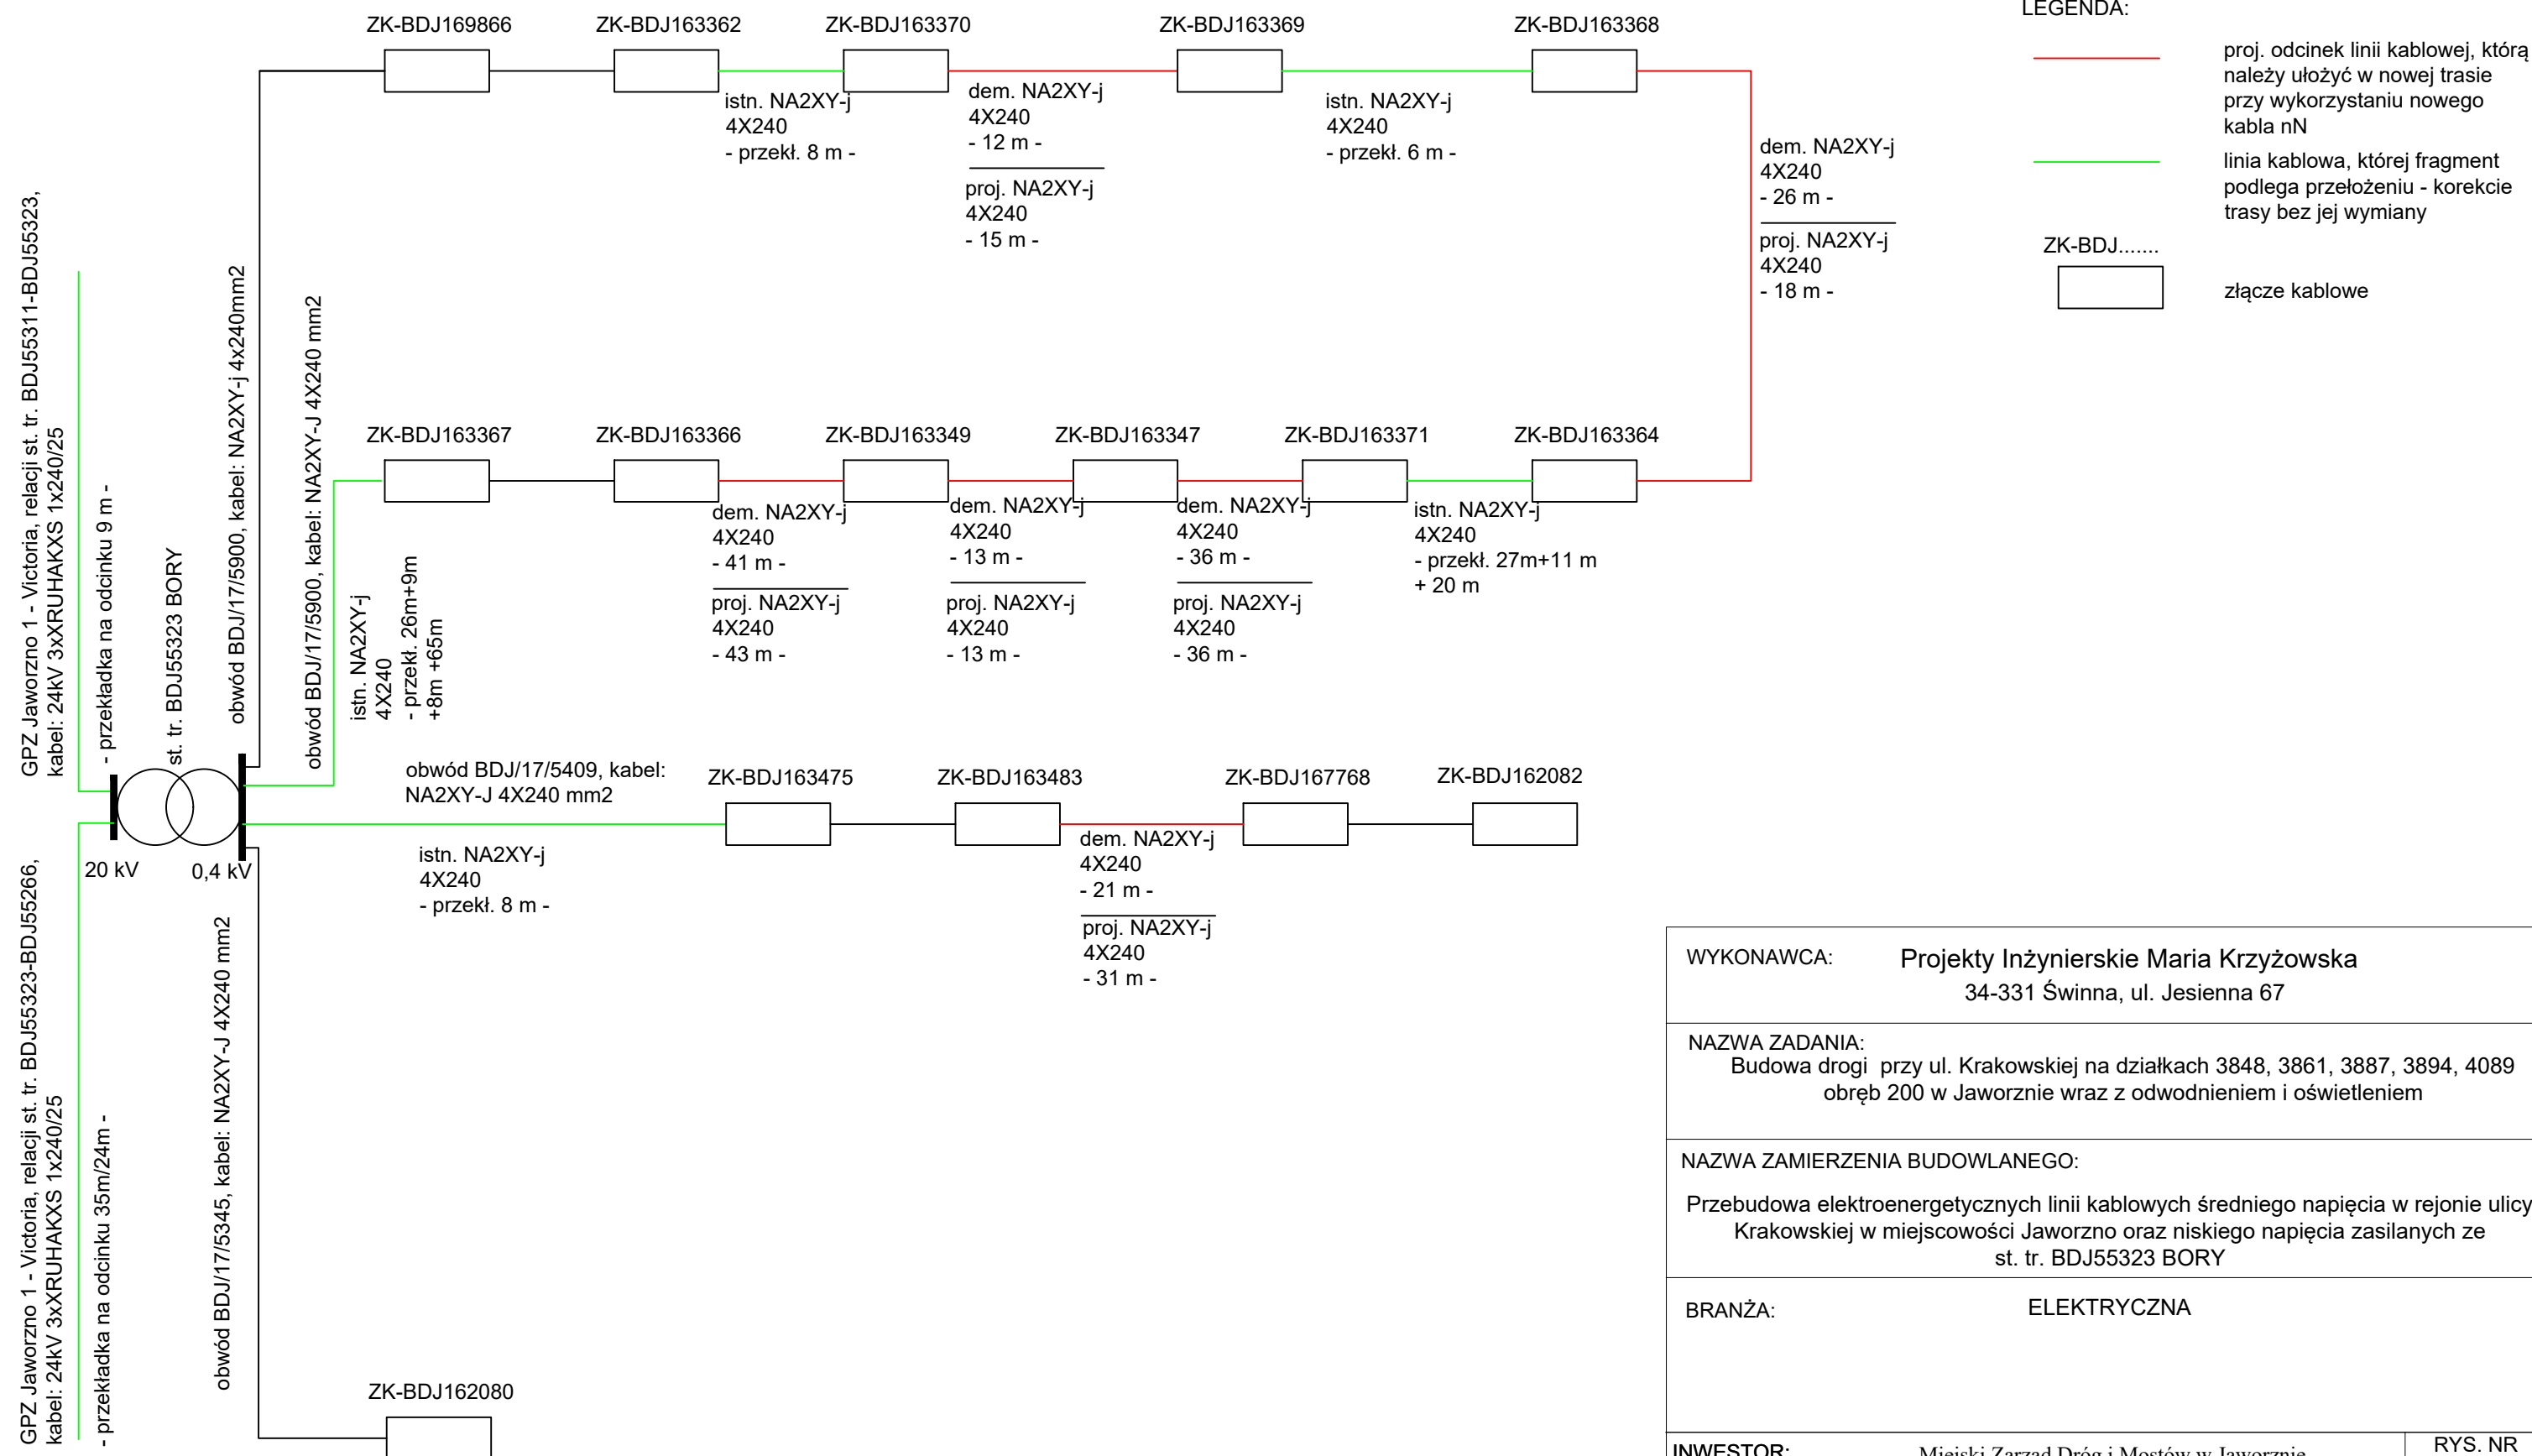 ZK-BDJ169866
ZK-BDJ163362
ZK-BDJ163370
ZK-BDJ163369
ZK-BDJ163368
istn. NA2XY-j
4X240
- przekł. 8 m -
dem. NA2XY-j
4X240
- 12 m -
proj. NA2XY-j
4X240
- 15 m -
istn. NA2XY-j
4X240
- przekł. 6 m -
dem. NA2XY-j
4X240
- 26 m -
proj. NA2XY-j
4X240
- 18 m -
LEGENDA:
proj. odcinek linii kablowej, którą
należy ułożyć w nowej trasie
przy wykorzystaniu nowego
kabla nN
linia kablowa, której fragment
podlega przełożeniu - korekcie
trasy bez jej wymiany
ZK-BDJ.......
złącze kablowe
GPZ Jaworzno 1 - Victoria, relacji st. tr. BDJ55311-BDJ55323,
kabel: 24kV 3xXRUHAKXS 1x240/25
- przekładka na odcinku 9 m -
st. tr. BDJ55323 BORY
obwód BDJ/17/5900, kabel: NA2XY-j 4x240mm2
obwód BDJ/17/5900, kabel: NA2XY-J 4X240 mm2
istn. NA2XY-j
4X240
- przekł. 26m+9m
+8m +65m
ZK-BDJ163367
ZK-BDJ163366
ZK-BDJ163349
ZK-BDJ163347
ZK-BDJ163371
ZK-BDJ163364
dem. NA2XY-j
4X240
- 41 m -
proj. NA2XY-j
4X240
- 43 m -
dem. NA2XY-j
4X240
- 13 m -
proj. NA2XY-j
4X240
- 13 m -
dem. NA2XY-j
4X240
- 36 m -
proj. NA2XY-j
4X240
- 36 m -
istn. NA2XY-j
4X240
- przekł. 27m+11 m
+ 20 m
20 kV
0,4 kV
obwód BDJ/17/5409, kabel:
NA2XY-J 4X240 mm2
istn. NA2XY-j
4X240
- przekł. 8 m -
ZK-BDJ163475
ZK-BDJ163483
ZK-BDJ167768
ZK-BDJ162082
dem. NA2XY-j
4X240
- 21 m -
proj. NA2XY-j
4X240
- 31 m -
GPZ Jaworzno 1 - Victoria, relacji st. tr. BDJ55323-BDJ55266,
kabel: 24kV 3xXRUHAKXS 1x240/25
- przekładka na odcinku 35m/24m -
obwód BDJ/17/5345, kabel: NA2XY-J 4X240 mm2
ZK-BDJ162080
WYKONAWCA:
Projekty Inżynierskie Maria Krzyżowska
34-331 Świnna, ul. Jesienna 67
NAZWA ZADANIA:
Budowa drogi przy ul. Krakowskiej na działkach 3848, 3861, 3887, 3894, 4089
obręb 200 w Jaworznie wraz z odwodnieniem i oświetleniem
NAZWA ZAMIERZENIA BUDOWLANEGO:
Przebudowa elektroenergetycznych linii kablowych średniego napięcia w rejonie ulicy
Krakowskiej w miejscowości Jaworzno oraz niskiego napięcia zasilanych ze
st. tr. BDJ55323 BORY
BRANŻA:
ELEKTRYCZNA
INWESTOR:
Miejski Zarząd Dróg i Mostów w Jaworznie
RYS. NR